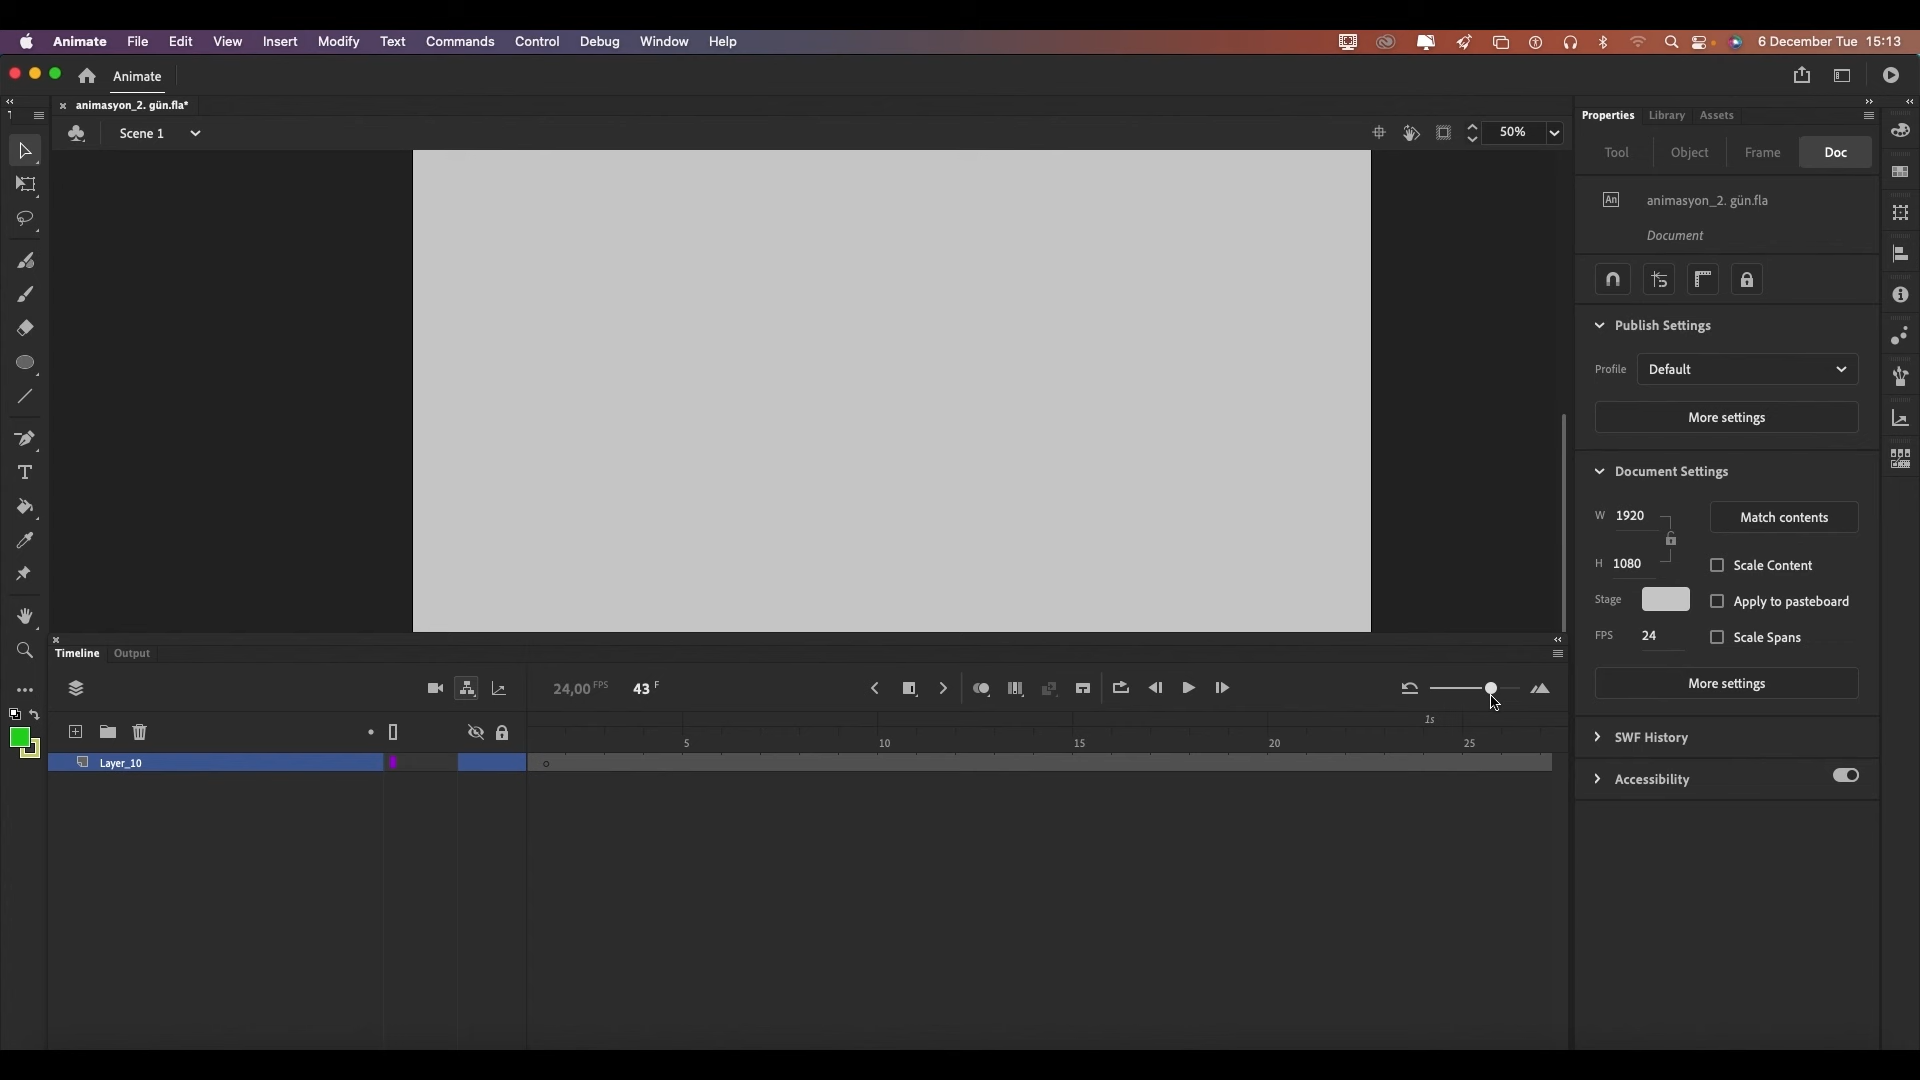 Animate File Edit View Insert Modify Text Commands Control Debug Window Help 6 December Tue 15:13
Animate
animasyon_2. gün.fla*
Scene 1 50%
Properties Library Assets
Tool Object Frame Doc
An animasyon_2. gün.fla
Document
Publish Settings
Profile Default
More settings
Document Settings
W 1920 Match contents
H 1080 Scale Content
Stage Apply to pasteboard
FPS 24 Scale Spans
More settings
SWF History
Accessibility
Timeline Output
24,00 FPS 43 F
1s
5 10 15 20 25
Layer_10